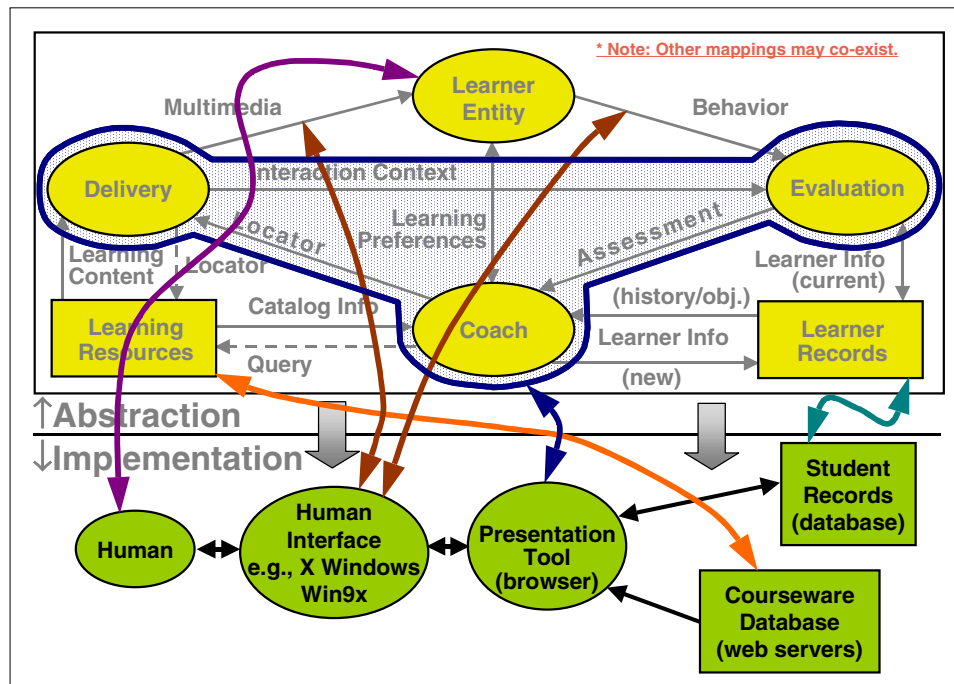 * Note: Other mappings may co-exist.
Learner
Entity
Multimedia
Behavior
Delivery
Interaction Context
Evaluation
Learning
Preferences
Locator
Assessment
Learning
Content
Locator
Learner Info
(current)
Catalog Info
(history/obj.)
Learning
Resources
Coach
Learner Info
Learner
Records
Query
(new)
↑Abstraction
↓Implementation
Student
Records
(database)
Human
Human
Interface
e.g., X Windows
Win9x
Presentation
Tool
(browser)
Courseware
Database
(web servers)